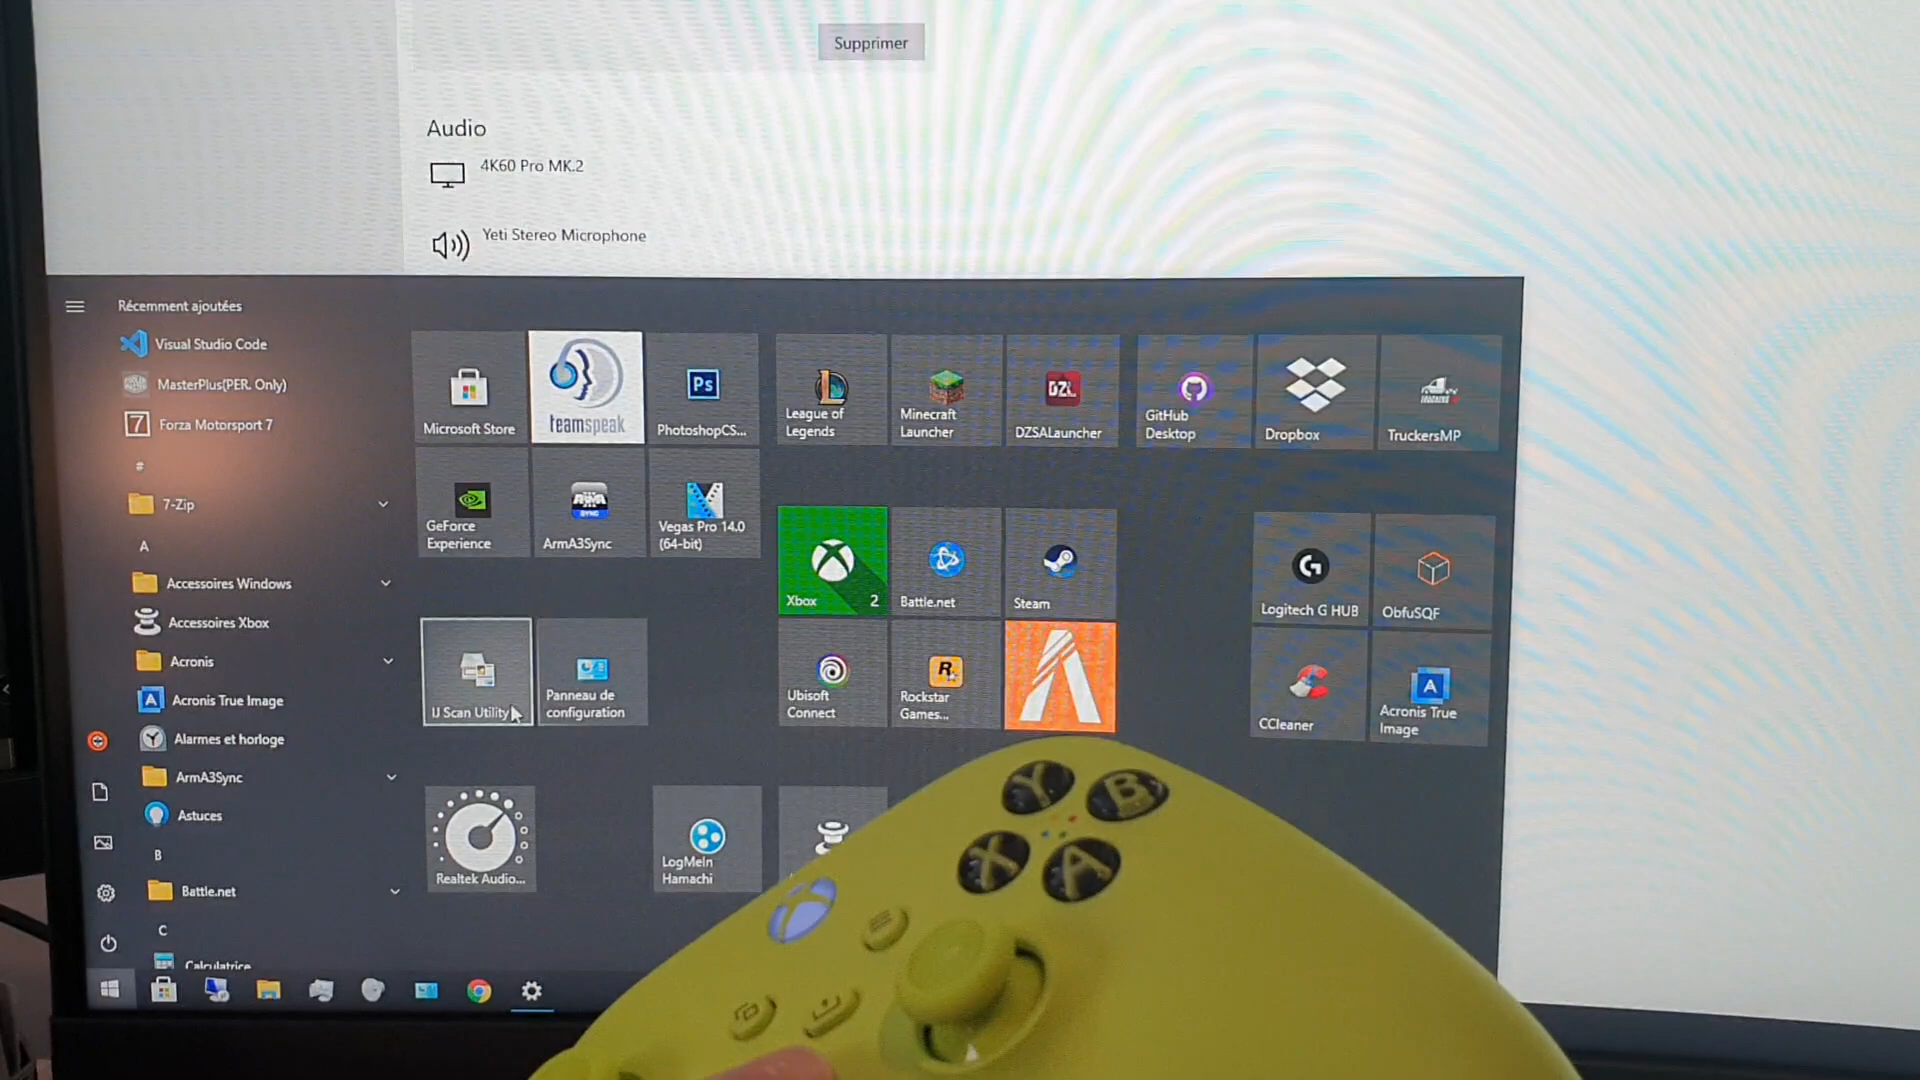 Supprimer
Audio
4K60 Pro MK.2
Yeti Stereo Microphone
Récemment ajoutées
Visual Studio Code
MasterPlus(PER. Only)
7
Forza Motorsport 7
#
7-Zip
A
Accessoires Windows
Accessoires Xbox
Acronis
A
Acronis True Image
Alarmes et horloge
ArmA3Sync
Astuces
B
Battle.net
C
Calculatrice
Microsoft Store
teamspeak
Ps
PhotoshopCS...
GeForce
Experience
ArmA3Sync
Vegas Pro 14.0
(64-bit)
IJ Scan Utility
Panneau de
configuration
Realtek Audio...
LogMeIn
Hamachi
League of
Legends
Minecraft
Launcher
DZL
DZSALauncher
Xbox
2
Battle.net
Steam
Ubisoft
Connect
R
Rockstar
Games...
GitHub
Desktop
Dropbox
TruckersMP
G
Logitech G HUB
ObfuSQF
CCleaner
A
Acronis True
Image
Y
B
X
A